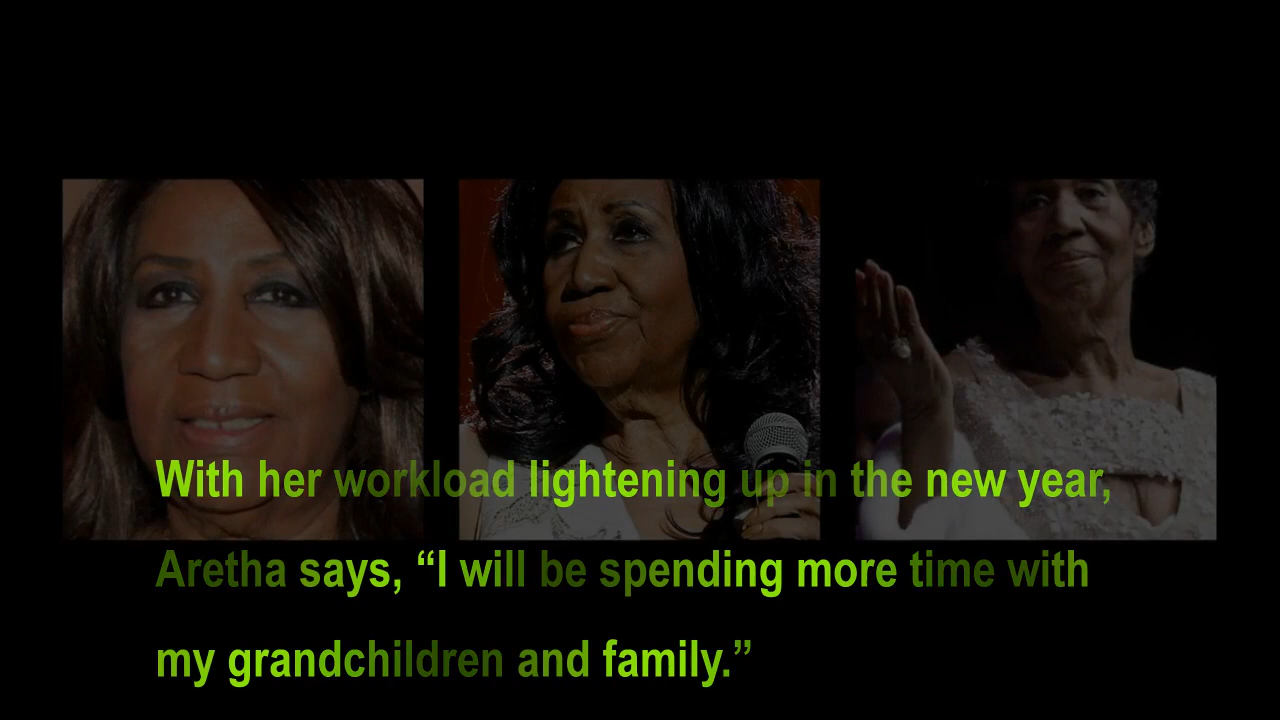 With her workload lightening up in the new year,
Aretha says, “I will be spending more time with
my grandchildren and family.”